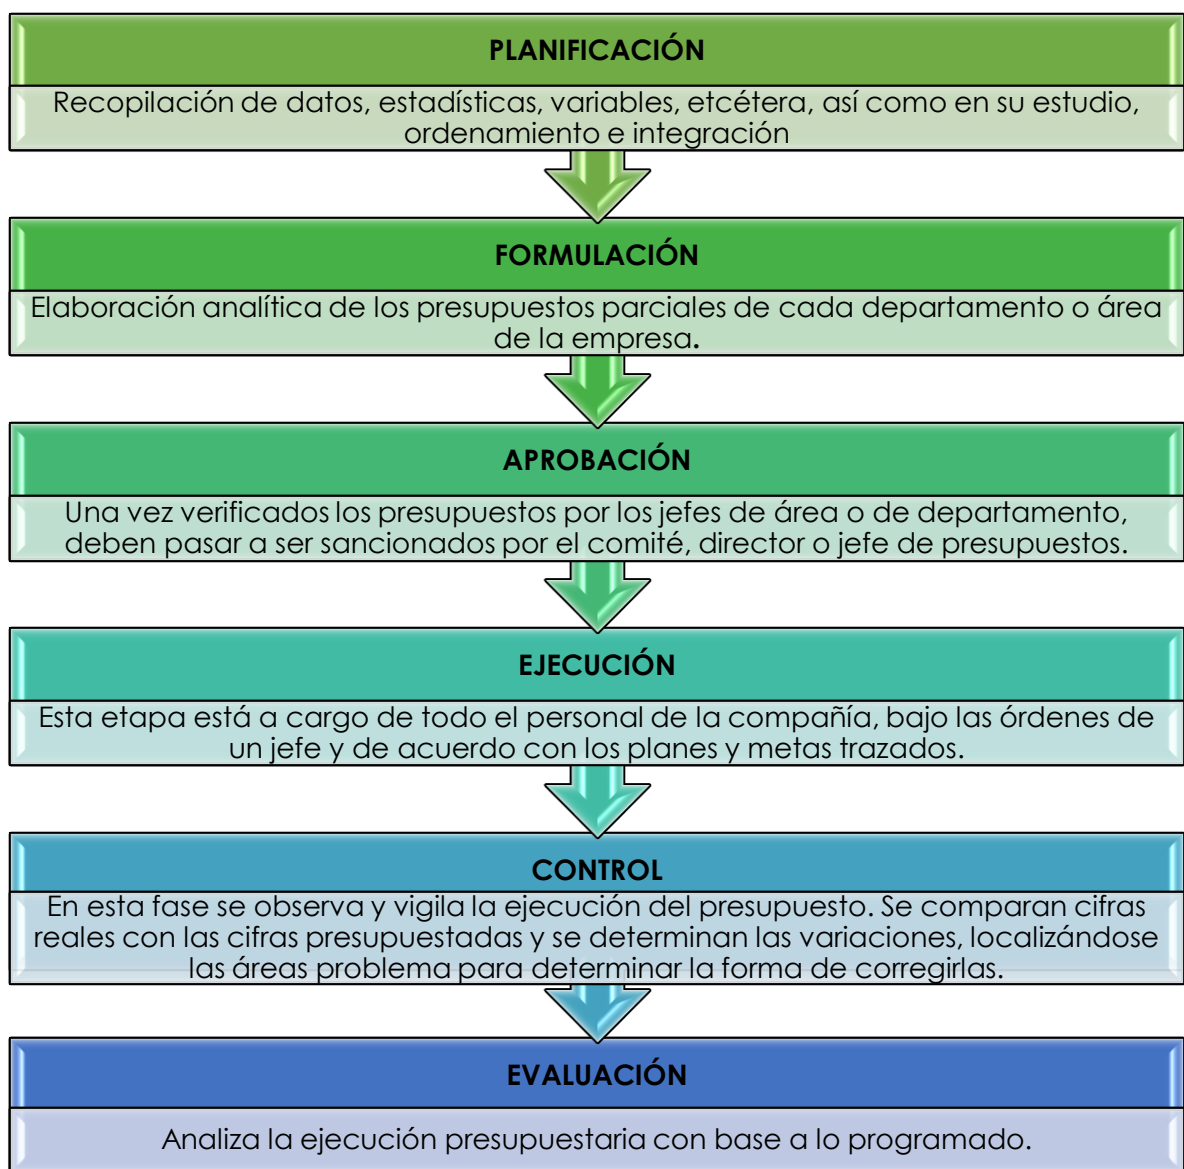 PLANIFICACIÓN
Recopilación de datos, estadísticas, variables, etcétera, así como en su estudio,
ordenamiento e integración
FORMULACIÓN
Elaboración analítica de los presupuestos parciales de cada departamento o área
de la empresa.
APROBACIÓN
Una vez verificados los presupuestos por los jefes de área o de departamento,
deben pasar a ser sancionados por el comité, director o jefe de presupuestos.
EJECUCIÓN
Esta etapa está a cargo de todo el personal de la compañía, bajo las órdenes de
un jefe y de acuerdo con los planes y metas trazados.
CONTROL
En esta fase se observa y vigila la ejecución del presupuesto. Se comparan cifras
reales con las cifras presupuestadas y se determinan las variaciones, localizándose
las áreas problema para determinar la forma de corregirlas.
EVALUACIÓN
Analiza la ejecución presupuestaria con base a lo programado.